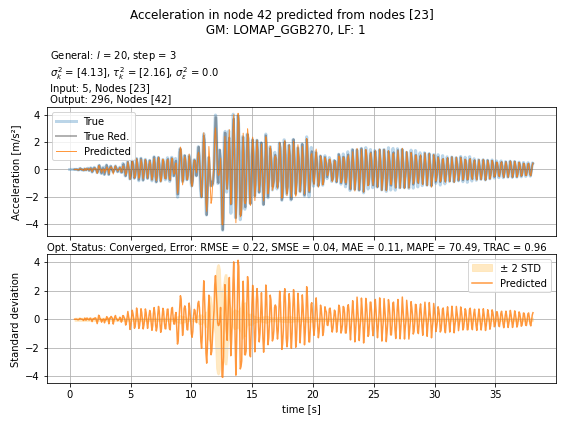 Acceleration in node 42 predicted from nodes [23]
GM: LOMAP_GGB270, LF: 1
General: l = 20, step = 3
σ²ₖ = [4.13], τ²ₖ = [2.16], σ²ₑ = 0.0
Input: 5, Nodes [23]
Output: 296, Nodes [42]
4
2
0
−2
−4
Acceleration [m/s²]
True
True Red.
Predicted
Opt. Status: Converged, Error: RMSE = 0.22, SMSE = 0.04, MAE = 0.11, MAPE = 70.49, TRAC = 0.96
4
2
0
−2
−4
Standard deviation
± 2 STD
Predicted
0 5 10 15 20 25 30 35
time [s]